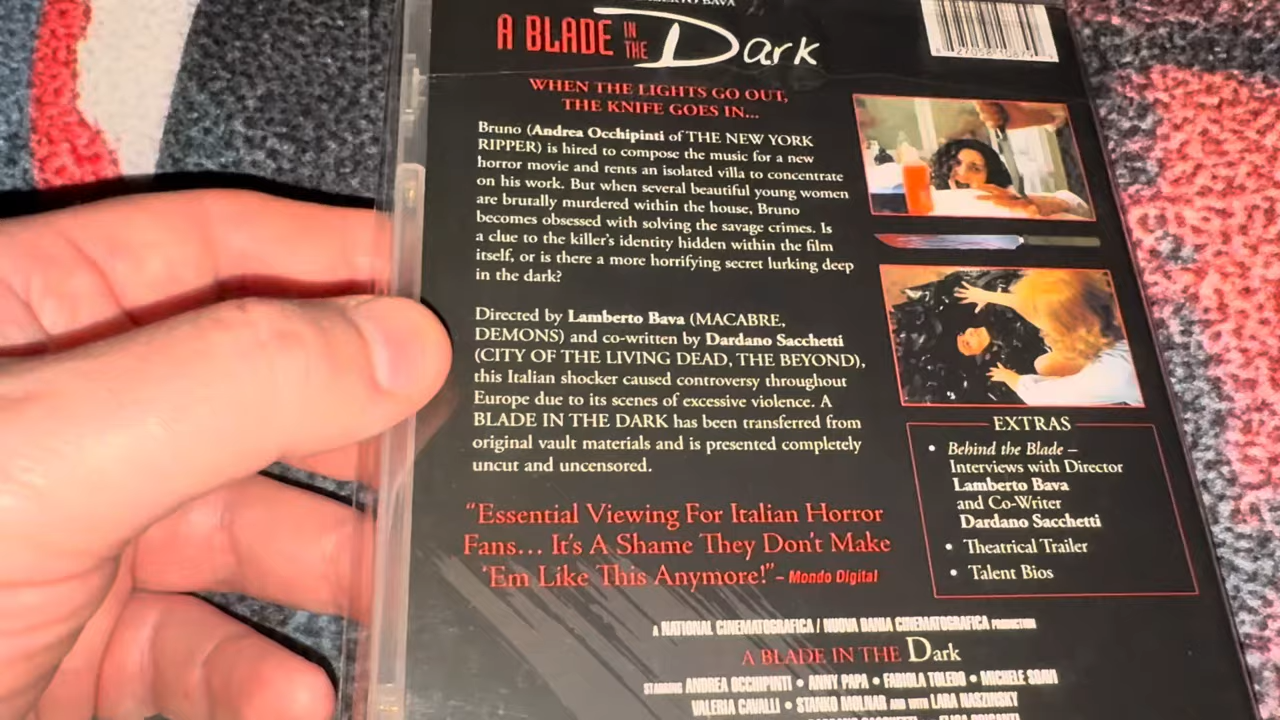 A BLADE IN THE Dark
WHEN THE LIGHTS GO OUT,
THE KNIFE GOES IN...
Bruno (Andrea Occhipinti of THE NEW YORK
RIPPER) is hired to compose the music for a new
horror movie and rents an isolated villa to concentrate
on his work. But when several beautiful young women
are brutally murdered within the house, Bruno
becomes obsessed with solving the savage crimes. Is
a clue to the killer's identity hidden within the film
itself, or is there a more horrifying secret lurking deep
in the dark?
Directed by Lamberto Bava (MACABRE,
DEMONS) and co-written by Dardano Sacchetti
(CITY OF THE LIVING DEAD, THE BEYOND),
this Italian shocker caused controversy throughout
Europe due to its scenes of excessive violence. A
BLADE IN THE DARK has been transferred from
original vault materials and is presented completely
uncut and uncensored.
"Essential Viewing For Italian Horror
Fans... It's A Shame They Don't Make
'Em Like This Anymore!" – Mondo Digital
EXTRAS
• Behind the Blade –
Interviews with Director
Lamberto Bava
and Co-Writer
Dardano Sacchetti
• Theatrical Trailer
• Talent Bios
A NATIONAL CINEMATOGRAFICA / NUOVA DANIA CINEMATOGRAFICA PRODUCTION
A BLADE IN THE Dark
STARRING ANDREA OCCHIPINTI • ANNY PAPA • FABIOLA TOLEDO • MICHELE SOAVI
VALERIA CAVALLI • STANKO MOLNAR AND WITH LARA NASZINSKY